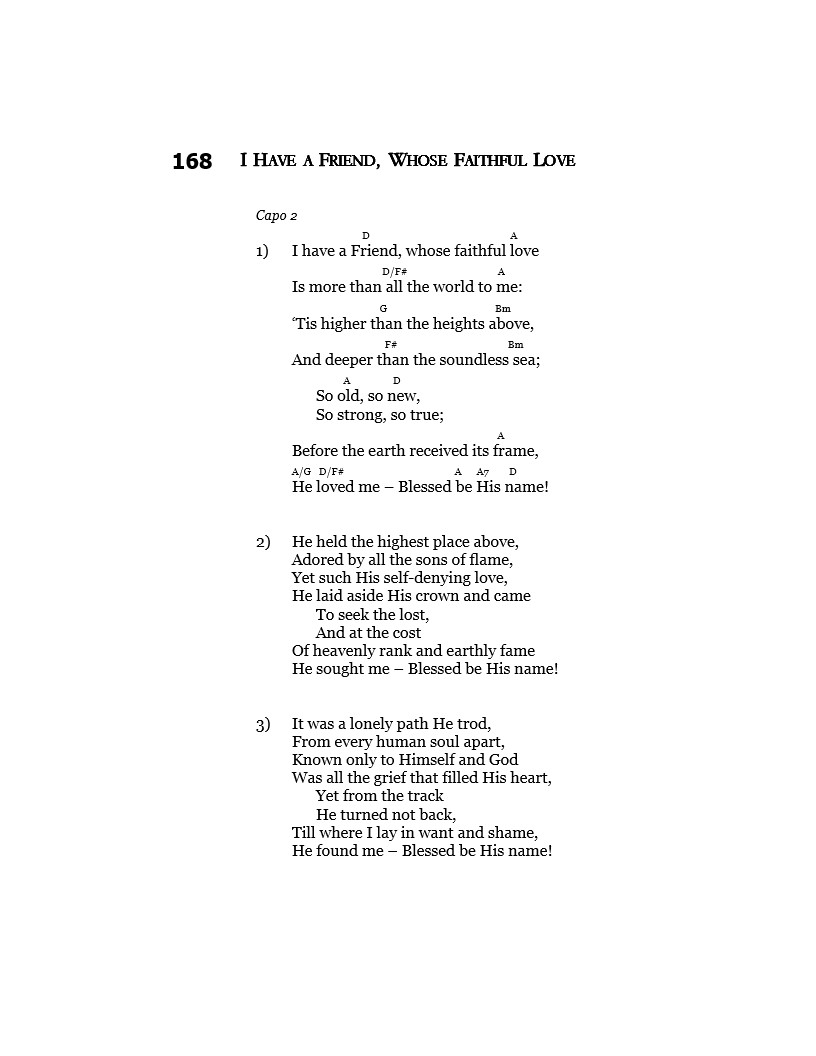 168 I Have a Friend, Whose Faithful Love
Capo 2
D A
1) I have a Friend, whose faithful love
D/F# A
Is more than all the world to me:
G Bm
‘Tis higher than the heights above,
F# Bm
And deeper than the soundless sea;
A D
So old, so new,
So strong, so true;
A
Before the earth received its frame,
A/G D/F# A A7 D
He loved me – Blessed be His name!
2) He held the highest place above,
Adored by all the sons of flame,
Yet such His self-denying love,
He laid aside His crown and came
To seek the lost,
And at the cost
Of heavenly rank and earthly fame
He sought me – Blessed be His name!
3) It was a lonely path He trod,
From every human soul apart,
Known only to Himself and God
Was all the grief that filled His heart,
Yet from the track
He turned not back,
Till where I lay in want and shame,
He found me – Blessed be His name!